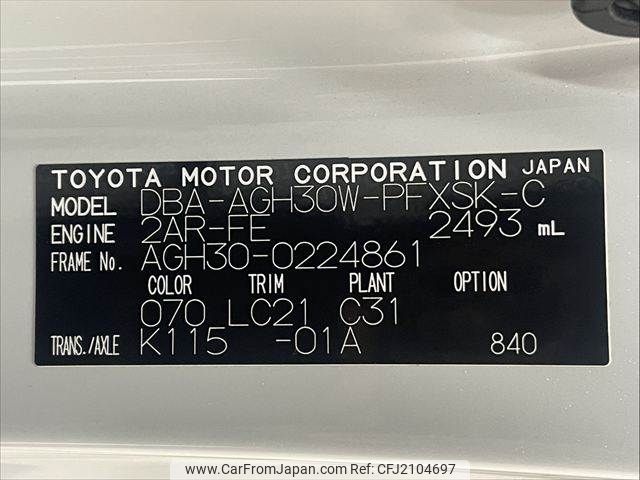 TOYOTA MOTOR CORPORATION JAPAN
MODEL DBA-AGH30W-PFXSK-C
ENGINE 2AR-FE 2493 mL
FRAME No. AGH30-0224861
COLOR TRIM PLANT OPTION
070 LC21 C31
TRANS./AXLE K115 -01A 840
www.CarFromJapan.com | CFJ2104697